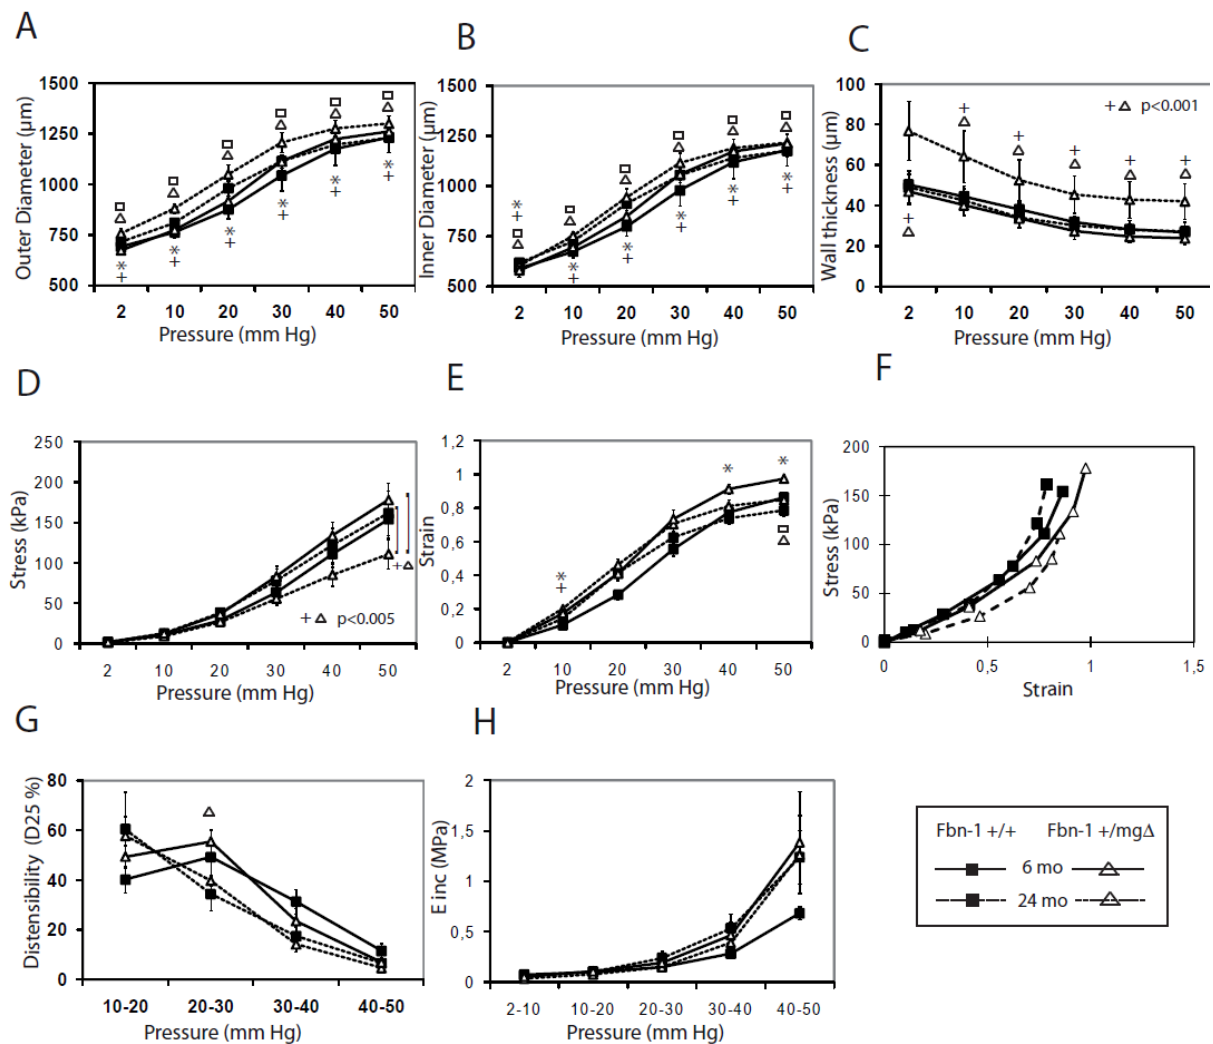 A
B
C
1500
1250
1000
750
500
Outer Diameter (µm)
2 10 20 30 40 50
Pressure (mm Hg)
1500
1250
1000
750
500
Inner Diameter (µm)
2 10 20 30 40 50
Pressure (mm Hg)
100
80
60
40
20
0
Wall thickness (µm)
+ △ p<0.001
2 10 20 30 40 50
Pressure (mm Hg)
D
E
F
250
200
150
100
50
0
Stress (kPa)
+ △
+ △ p<0.005
2 10 20 30 40 50
Pressure (mm Hg)
1,2
1
0,8
0,6
0,4
0,2
0
Strain
2 10 20 30 40 50
Pressure (mm Hg)
200
150
100
50
0
Stress (kPa)
0 0,5 1 1,5
Strain
G
H
80
60
40
20
0
Distensibility (D25 %)
10-20 20-30 30-40 40-50
Pressure (mm Hg)
2
1,5
1
0,5
0
E inc (MPa)
2-10 10-20 20-30 30-40 40-50
Pressure (mm Hg)
Fbn-1 +/+ Fbn-1 +/mgΔ
6 mo
24 mo